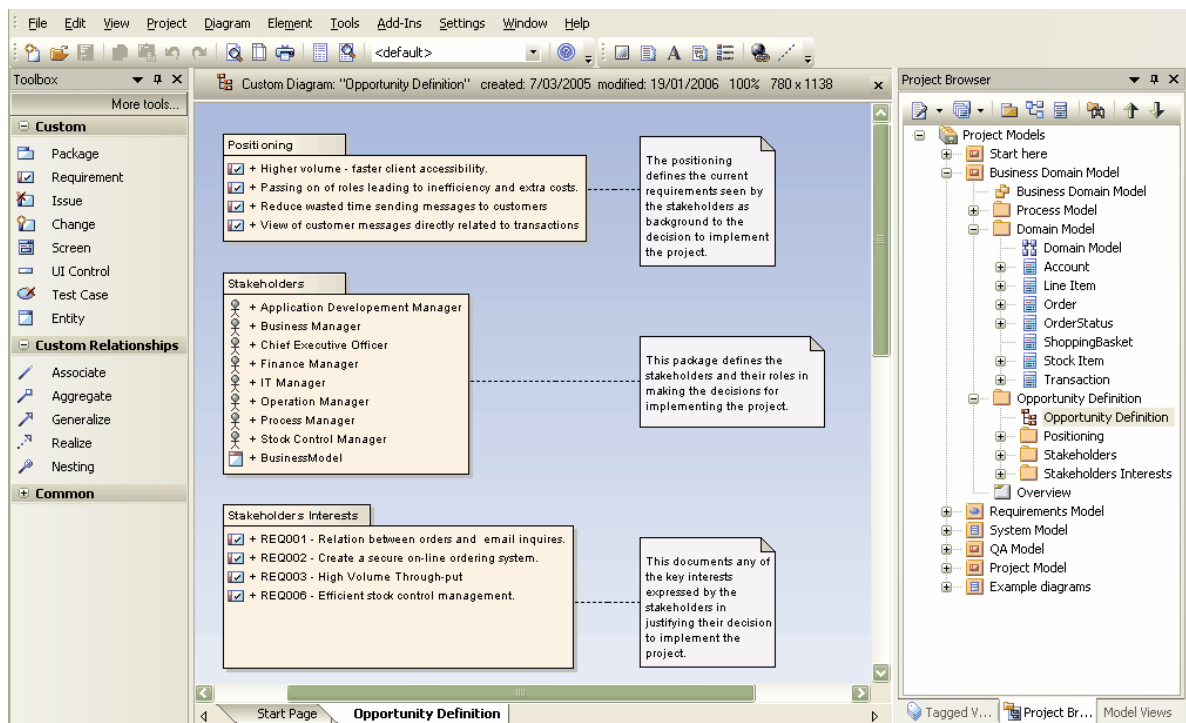 File Edit View Project Diagram Element Tools Add-Ins Settings Window Help
<default>
Toolbox
More tools...
Custom
Package
Requirement
Issue
Change
Screen
UI Control
Test Case
Entity
Custom Relationships
Associate
Aggregate
Generalize
Realize
Nesting
Common
Custom Diagram: "Opportunity Definition" created: 7/03/2005 modified: 19/01/2006 100% 780 x 1138
Positioning
+ Higher volume - faster client accessibility.
+ Passing on of roles leading to inefficiency and extra costs.
+ Reduce wasted time sending messages to customers
+ View of customer messages directly related to transactions
The positioning
defines the current
requirements seen by
the stakeholders as
background to the
decision to implement
the project.
Stakeholders
+ Application Developement Manager
+ Business Manager
+ Chief Executive Officer
+ Finance Manager
+ IT Manager
+ Operation Manager
+ Process Manager
+ Stock Control Manager
+ BusinessModel
This package defines the
stakeholders and their roles in
making the decisions for
implementing the project.
Stakeholders Interests
+ REQ001 - Relation between orders and email inquires.
+ REQ002 - Create a secure on-line ordering system.
+ REQ003 - High Volume Through-put
+ REQ006 - Efficient stock control management.
This documents any of
the key interests
expressed by the
stakeholders in
justifying their decision
to implement the
project.
Start Page Opportunity Definition
Project Browser
Project Models
Start here
Business Domain Model
Business Domain Model
Process Model
Domain Model
Domain Model
Account
Line Item
Order
OrderStatus
ShoppingBasket
Stock Item
Transaction
Opportunity Definition
Opportunity Definition
Positioning
Stakeholders
Stakeholders Interests
Overview
Requirements Model
System Model
QA Model
Project Model
Example diagrams
Tagged V... Project Br... Model Views